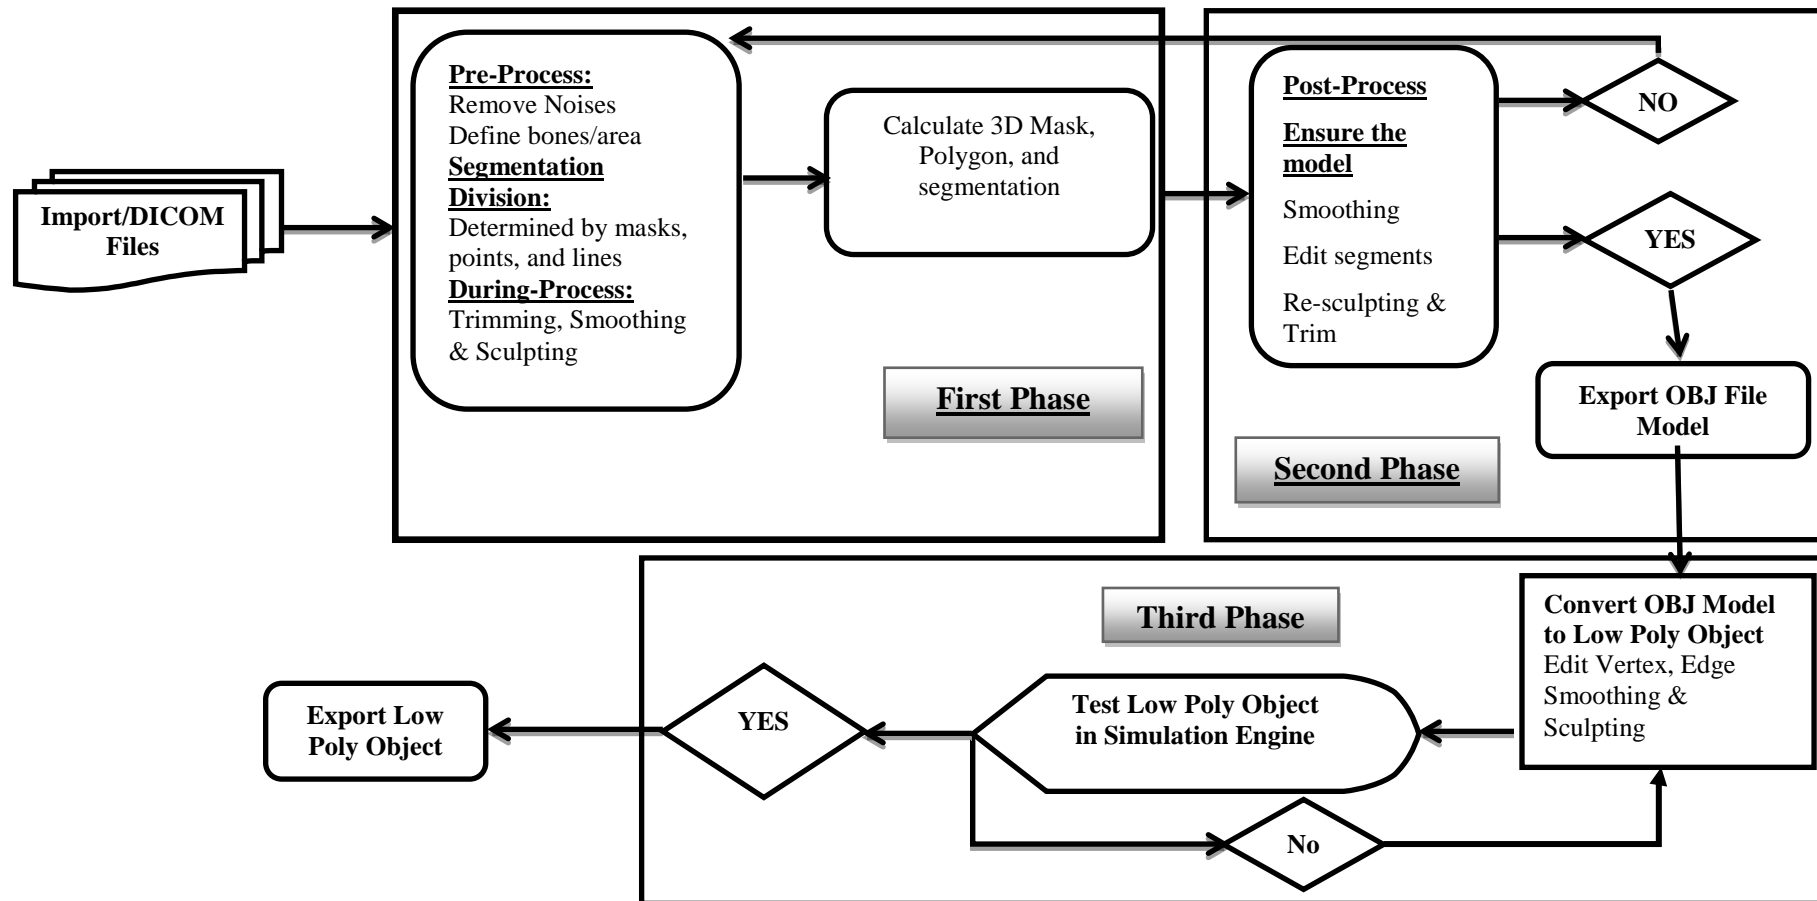 Import/DICOM
Files
Pre-Process:
Remove Noises
Define bones/area
Segmentation
Division:
Determined by masks,
points, and lines
During-Process:
Trimming, Smoothing
& Sculpting
Calculate 3D Mask,
Polygon, and
segmentation
First Phase
Post-Process
Ensure the
model
Smoothing
Edit segments
Re-sculpting &
Trim
NO
YES
Export OBJ File
Model
Second Phase
Third Phase
Convert OBJ Model
to Low Poly Object
Edit Vertex, Edge
Smoothing &
Sculpting
Test Low Poly Object
in Simulation Engine
YES
No
Export Low
Poly Object